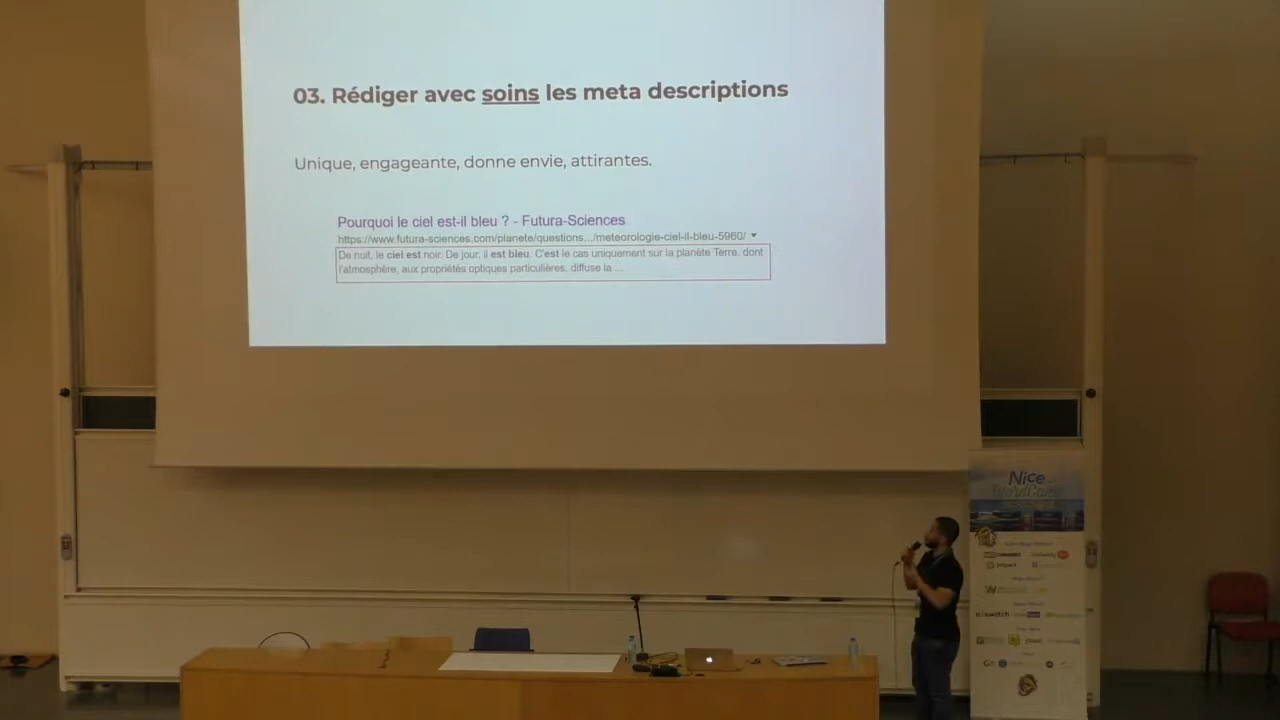 03. Rédiger avec soins les meta descriptions
Unique, engageante, donne envie, attirantes.
Pourquoi le ciel est-il bleu ? - Futura-Sciences
https://www.futura-sciences.com/planete/questions.../meteorologie-ciel-il-bleu-5960/
De nuit, le ciel est noir. De jour, il est bleu. C'est le cas uniquement sur la planète Terre, dont
l'atmosphère, aux propriétés optiques particulières, diffuse la ...
Nice
WordCamp